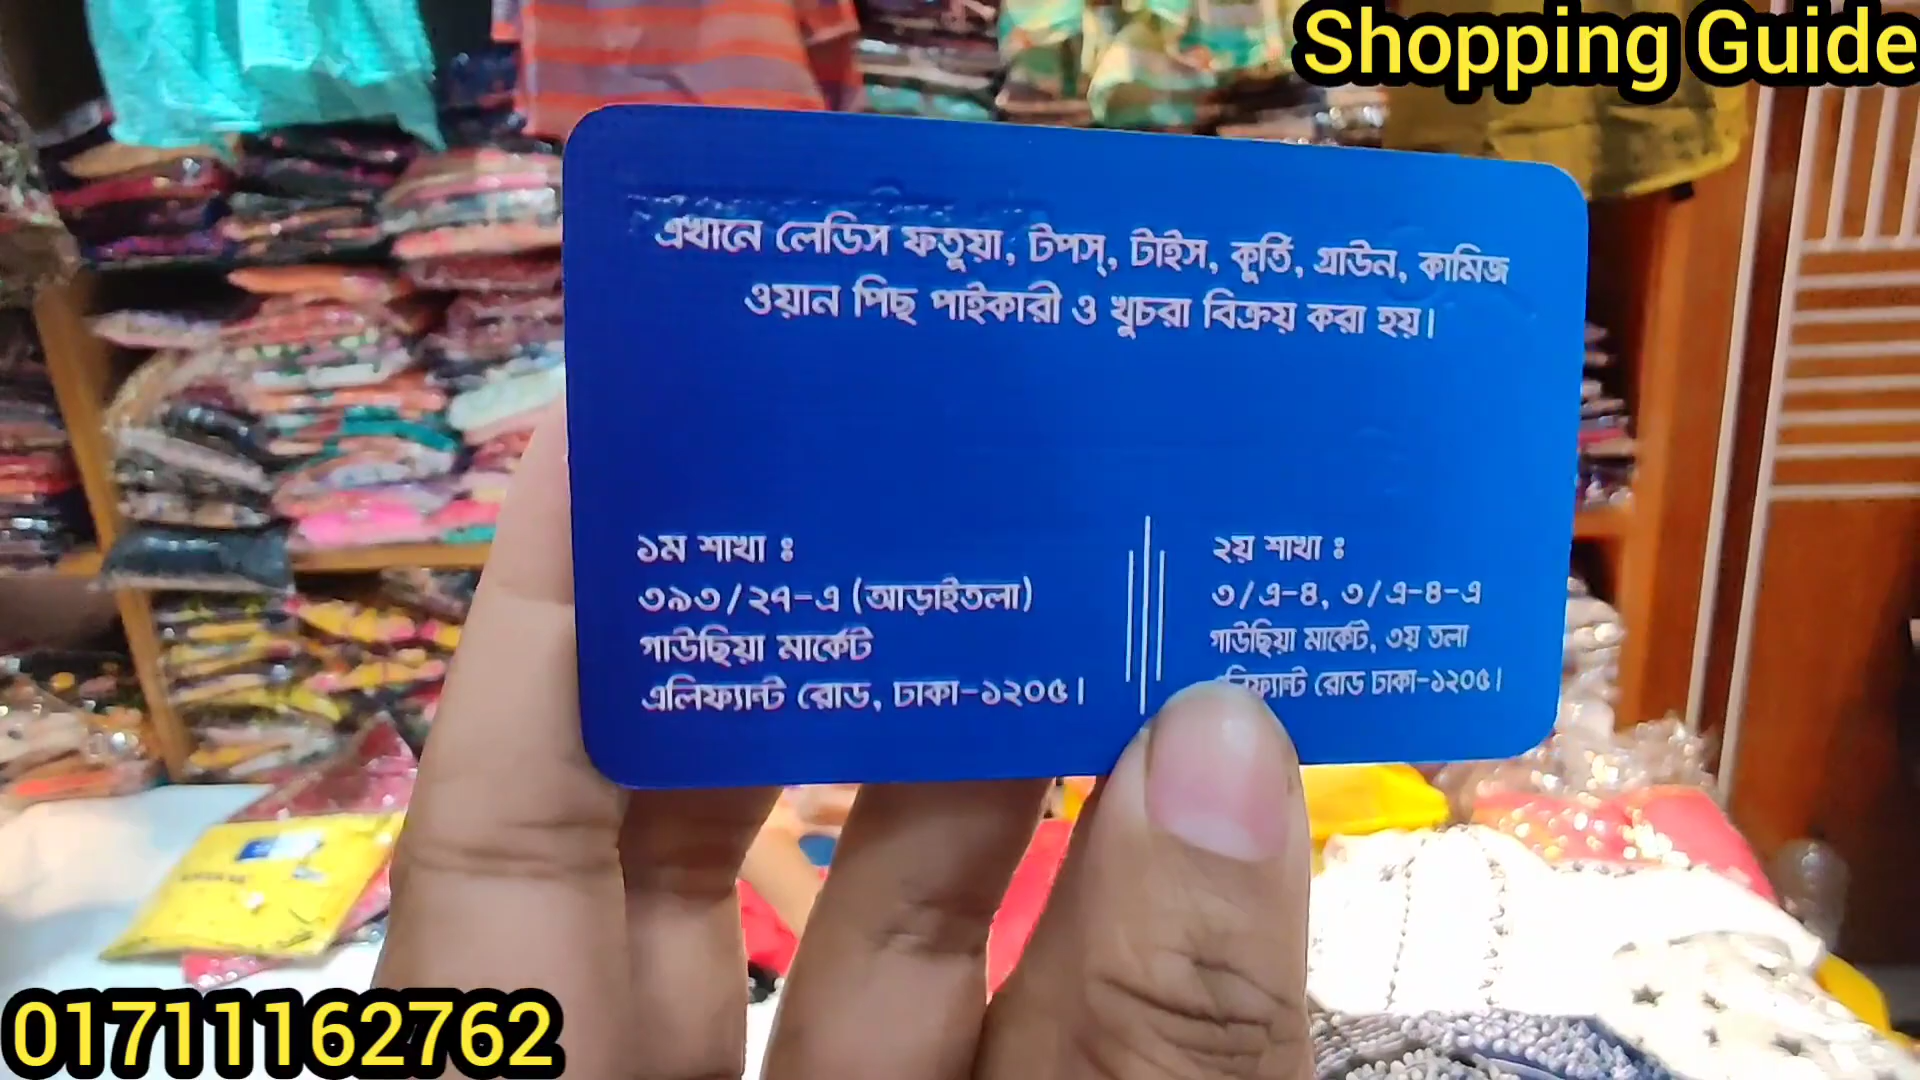 Shopping Guide
এখানে লেডিস ফতুয়া, টপস্, টাইস, কূর্তি, গ্রাউন, কামিজ
ওয়ান পিছ পাইকারী ও খুচরা বিক্রয় করা হয়।
১ম শাখা ঃ
৩৯৩/২৭-এ (আড়াইতলা)
গাউছিয়া মার্কেট
এলিফ্যান্ট রোড, ঢাকা-১২০৫।
২য় শাখা ঃ
৩/এ-৪, ৩/এ-৪-এ
গাউছিয়া মার্কেট, ৩য় তলা
এলিফ্যান্ট রোড ঢাকা-১২০৫।
01711162762